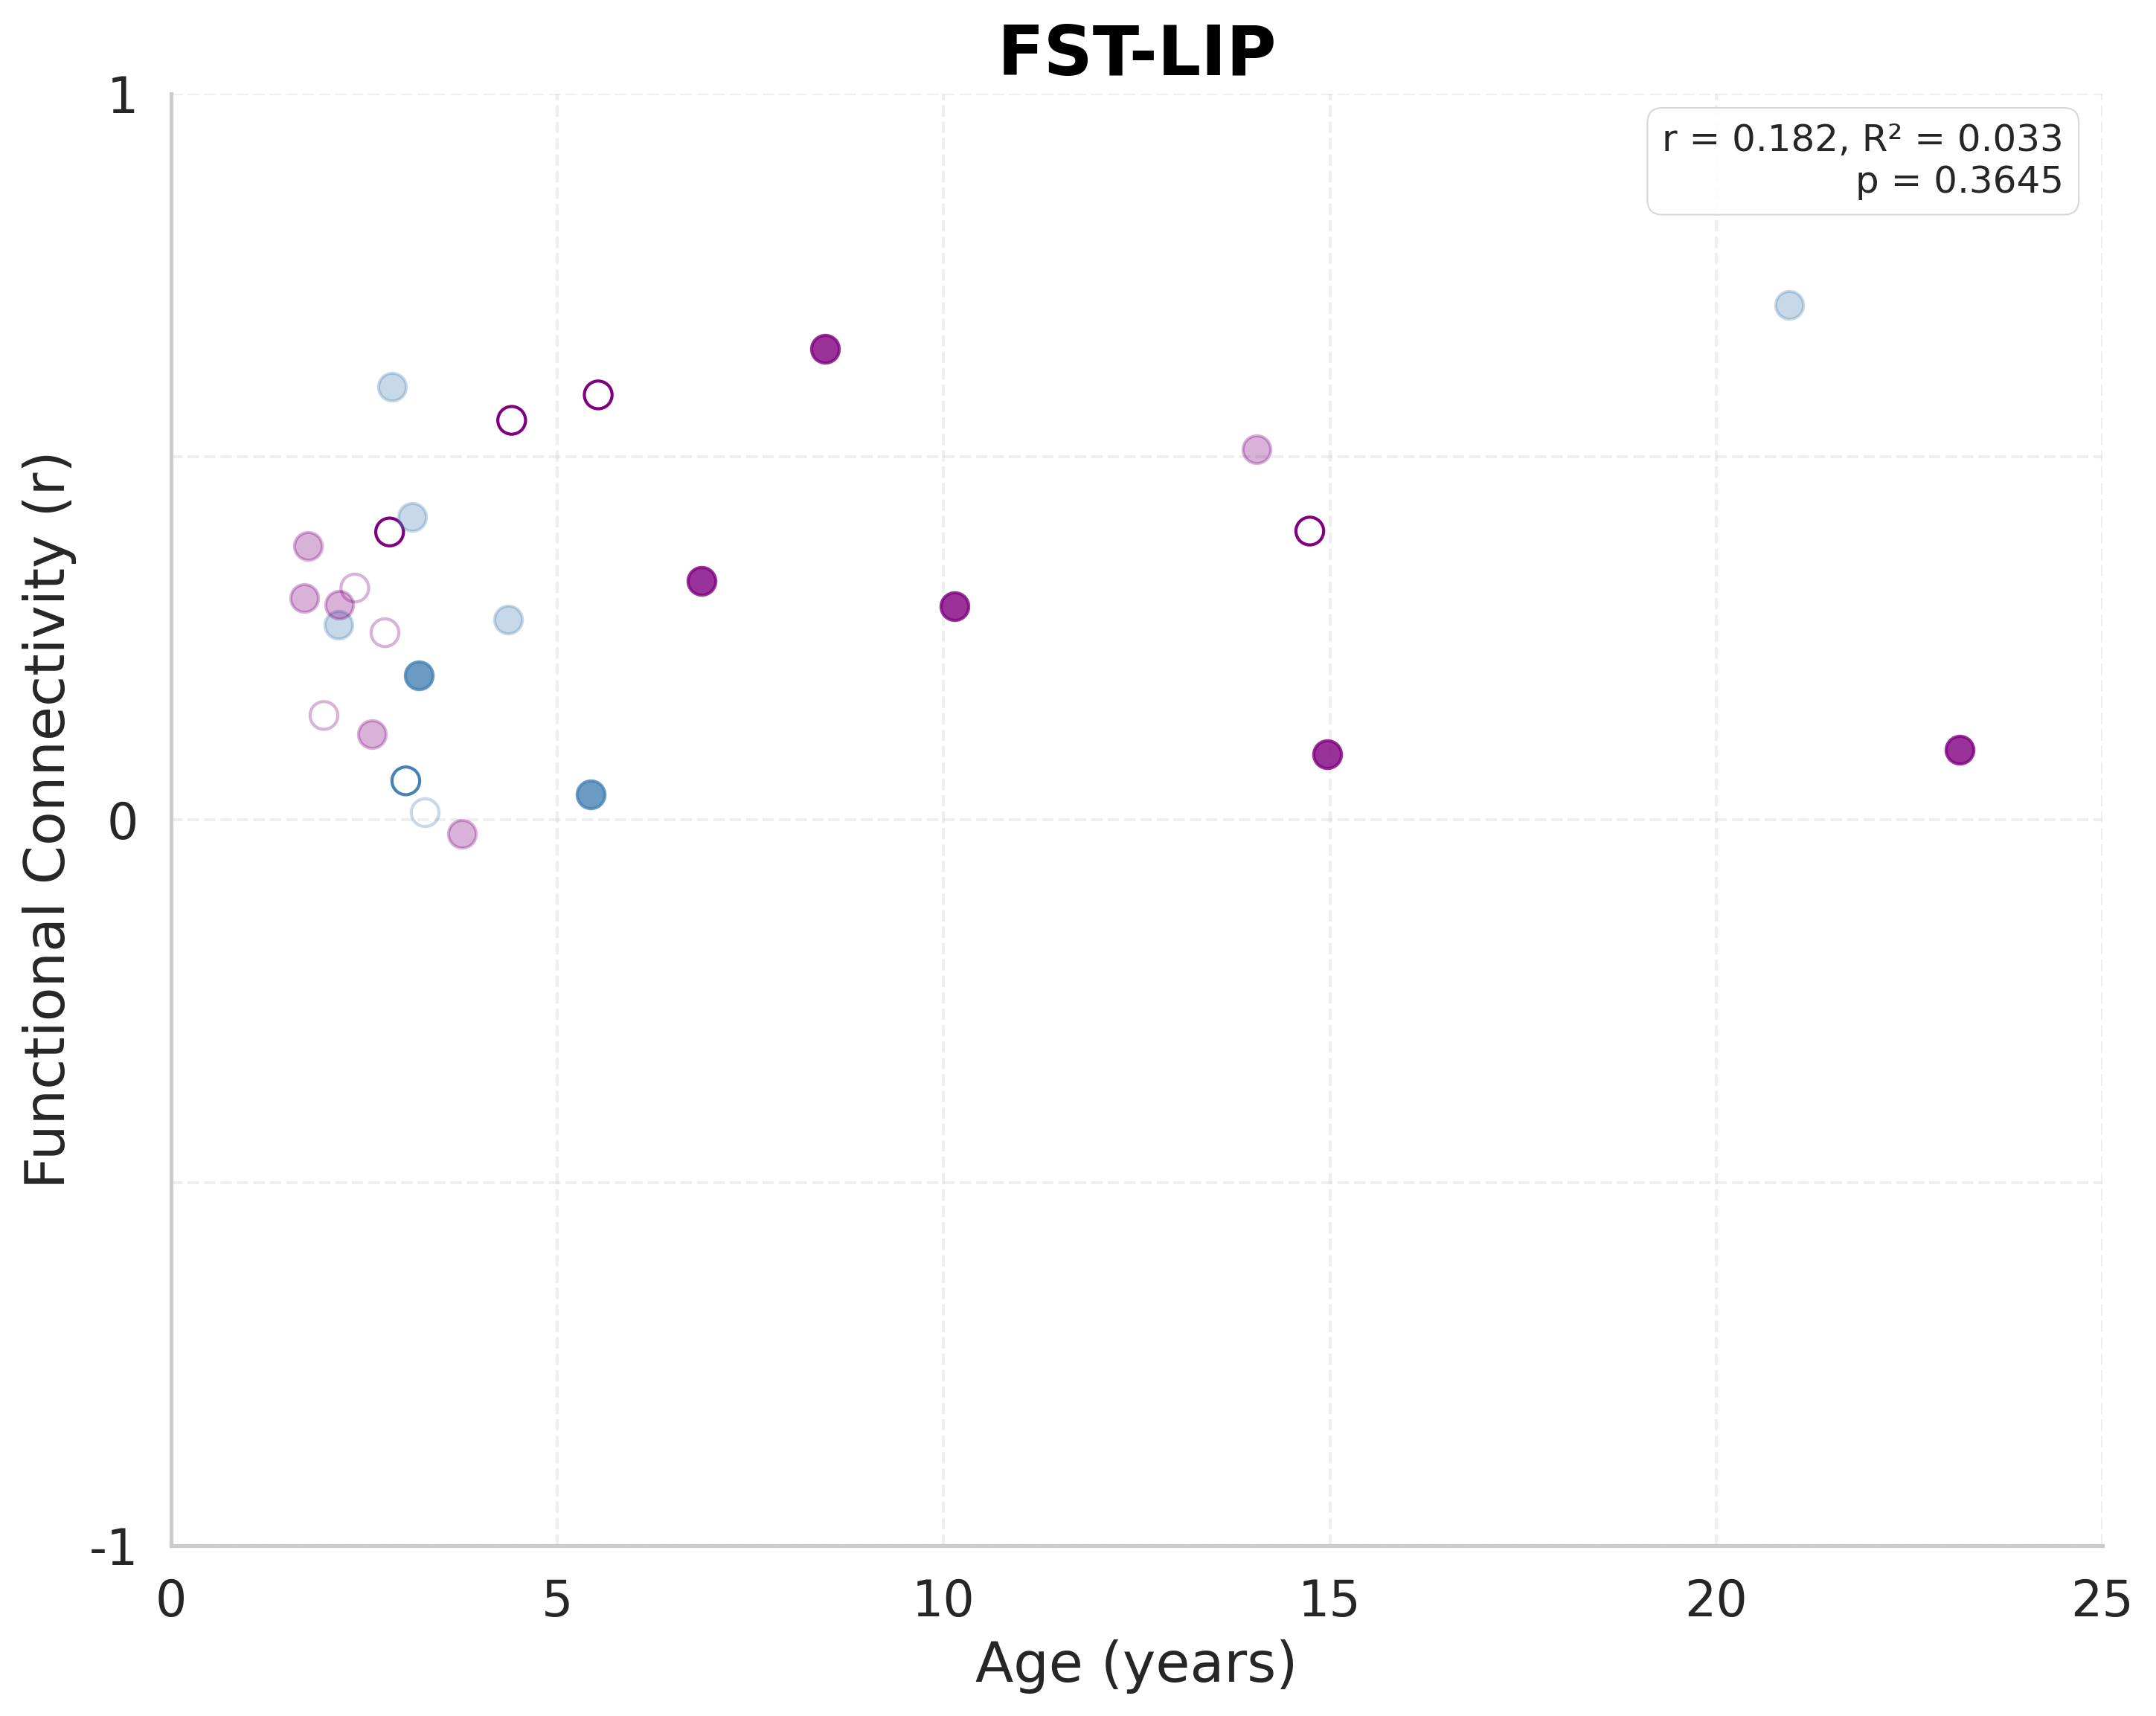 FST-LIP
r = 0.182, R² = 0.033
p = 0.3645
Functional Connectivity (r)
1
0
-1
0 5 10 15 20 25
Age (years)